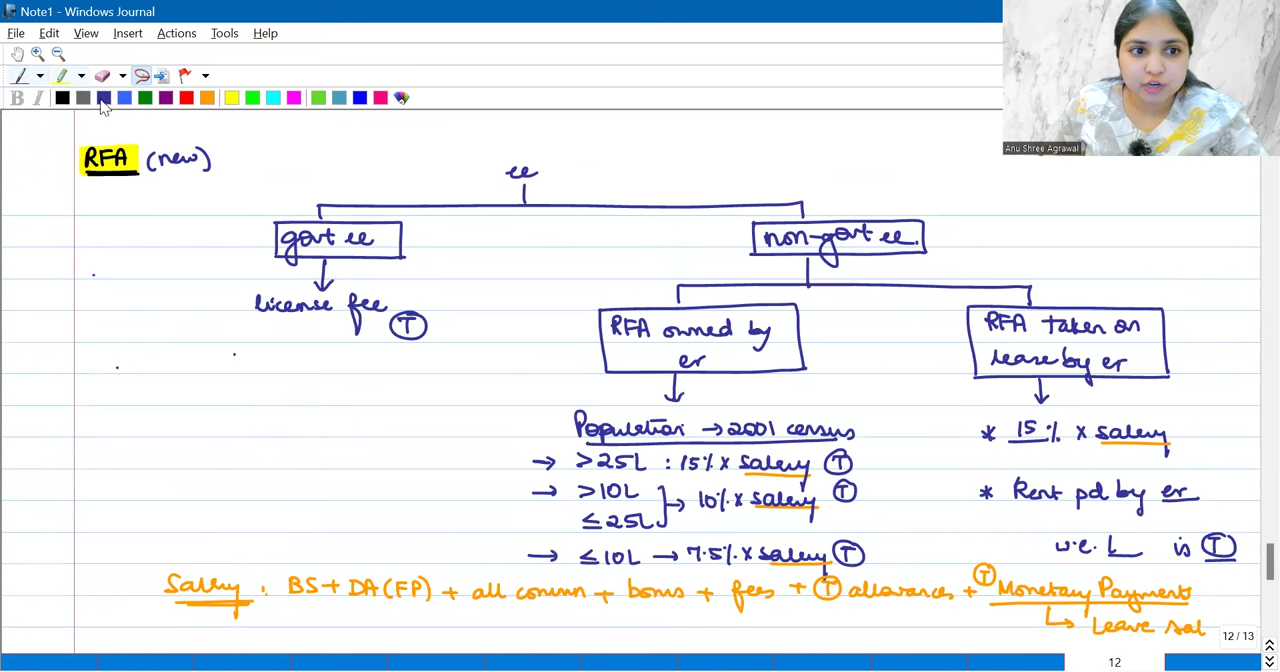 Note1 - Windows Journal
File Edit View Insert Actions Tools Help
B I
Anu Shree Agrawal
RFA (new)
ee
govt ee
non-govt ee.
license fee
T
RFA owned by
er
RFA taken on
lease by er
Population → 2001 census
→ >25L : 15% x salary T
→ >10L
≤25L
→ 10% x salary T
→ ≤10L → 7.5% x salary T
* 15% x salary
* Rent pd by er
w.e.L is T
Salary : BS + DA(FP) + all comm + bonus + fees + T allowances + T Monetary Payments
↳ leave sal
12 / 13
12